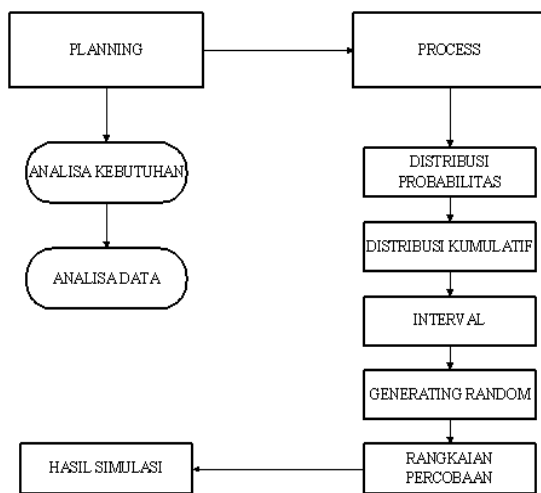 PLANNING
PROCESS
ANALISA KEBUTUHAN
DISTRIBUSI
PROBABILITAS
DISTRIBUSI KUMULATIF
ANALISA DATA
INTERVAL
GENERATING RANDOM
HASIL SIMULASI
RANGKAIAN
PERCOBAAN